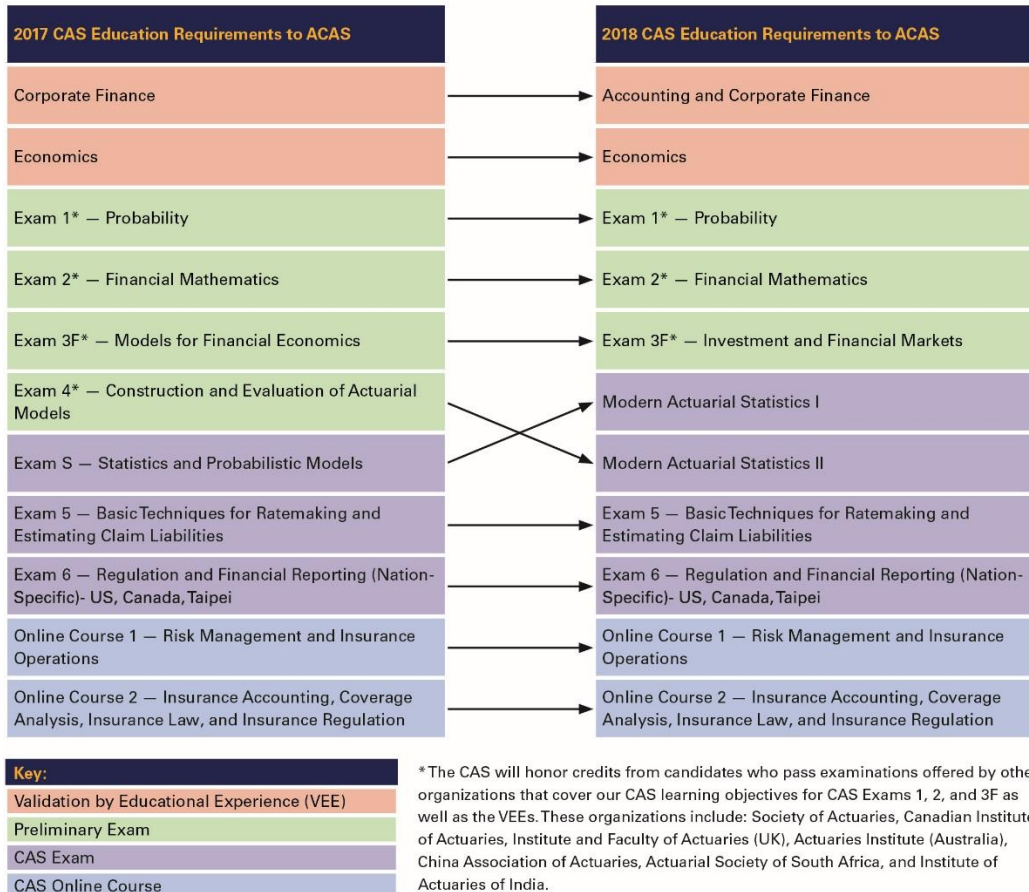 2017 CAS Education Requirements to ACAS
2018 CAS Education Requirements to ACAS
Corporate Finance
Accounting and Corporate Finance
Economics
Economics
Exam 1* — Probability
Exam 1* — Probability
Exam 2* — Financial Mathematics
Exam 2* — Financial Mathematics
Exam 3F* — Models for Financial Economics
Exam 3F* — Investment and Financial Markets
Exam 4* — Construction and Evaluation of Actuarial
Models
Modern Actuarial Statistics I
Exam S — Statistics and Probabilistic Models
Modern Actuarial Statistics II
Exam 5 — Basic Techniques for Ratemaking and
Estimating Claim Liabilities
Exam 5 — Basic Techniques for Ratemaking and
Estimating Claim Liabilities
Exam 6 — Regulation and Financial Reporting (Nation-
Specific)- US, Canada, Taipei
Exam 6 — Regulation and Financial Reporting (Nation-
Specific)- US, Canada, Taipei
Online Course 1 — Risk Management and Insurance
Operations
Online Course 1 — Risk Management and Insurance
Operations
Online Course 2 — Insurance Accounting, Coverage
Analysis, Insurance Law, and Insurance Regulation
Online Course 2 — Insurance Accounting, Coverage
Analysis, Insurance Law, and Insurance Regulation
Key:
Validation by Educational Experience (VEE)
Preliminary Exam
CAS Exam
CAS Online Course
* The CAS will honor credits from candidates who pass examinations offered by
organizations that cover our CAS learning objectives for CAS Exams 1, 2, and 3F as
well as the VEEs. These organizations include: Society of Actuaries, Canadian
of Actuaries, Institute and Faculty of Actuaries (UK), Actuaries Institute (Australia),
China Association of Actuaries, Actuarial Society of South Africa, and Institute of
Actuaries of India.